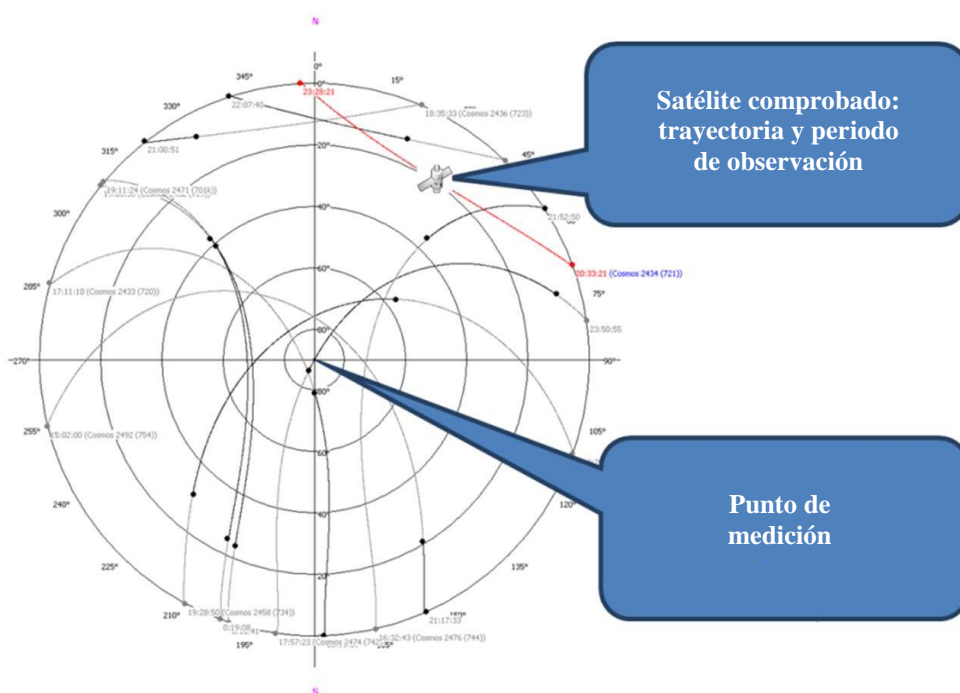 N
0°
345°
15°
0°
330°
23:28:21
22:07:40
18:35:33 (Cosmos 2436 (723))
315°
21:00:51
20°
45°
19:11:24 (Cosmos 2471 (701k))
300°
40°
21:52:50
60°
20:33:21 (Cosmos 2434 (721))
285°
17:11:10 (Cosmos 2433 (720))
75°
80°
23:50:55
270°
90°
80°
255°
15:02:00 (Cosmos 2492 (754))
105°
60°
240°
120°
40°
225°
135°
20°
210°
19:28:50 (Cosmos 2458 (734))
21:17:33
0:19:08
17:57:23 (Cosmos 2474 (742))
16:32:43 (Cosmos 2476 (744))
195°
S
Satélite comprobado:
trayectoria y periodo
de observación
Punto de
medición